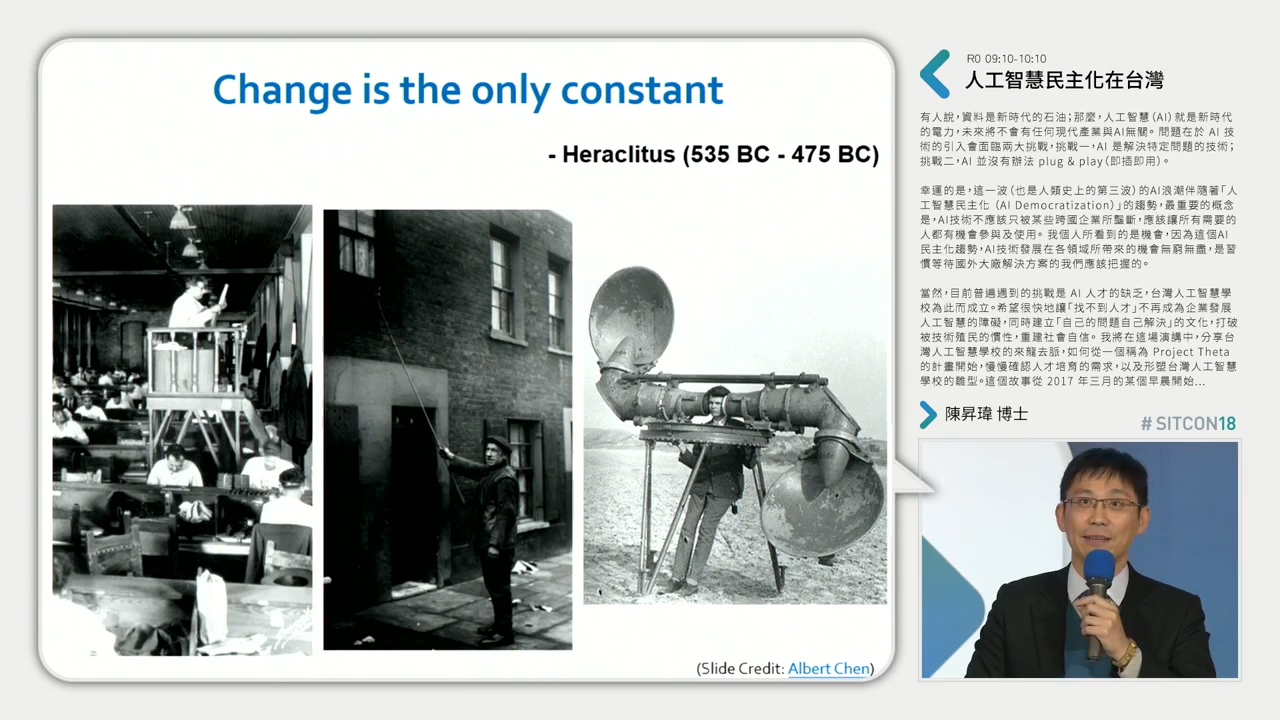 Change is the only constant
- Heraclitus (535 BC - 475 BC)
(Slide Credit: Albert Chen)
R0 09:10-10:10
人工智慧民主化在台灣
有人說，資料是新時代的石油；那麼，人工智慧（AI）就是新時代
的電力，未來將不會有任何現代產業與AI無關。問題在於 AI 技
術的引入會面臨兩大挑戰，挑戰一，AI 是解決特定問題的技術；
挑戰二，AI 並沒有辦法 plug & play（即插即用）。
幸運的是，這一波（也是人類史上的第三波）的AI浪潮伴隨著「人
工智慧民主化（AI Democratization）」的趨勢，最重要的概念
是，AI技術不應該只被某些跨國企業所壟斷，應該讓所有需要的
人都有機會參與及使用。我個人所看到的是機會，因為這個AI
民主化趨勢，AI技術發展在各領域所帶來的機會無窮無盡，是習
慣等待國外大廠解決方案的我們應該把握的。
當然，目前普遍遇到的挑戰是 AI 人才的缺乏，台灣人工智慧學
校為此而成立。希望很快地讓「找不到人才」不再成為企業發展
人工智慧的障礙，同時建立「自己的問題自己解決」的文化，打破
被技術殖民的慣性，重建社會自信。我將在這場演講中，分享台
灣人工智慧學校的來龍去脈，如何從一個稱為 Project Theta
的計畫開始，慢慢確認人才培育的需求，以及形塑台灣人工智慧
學校的雛型。這個故事從 2017 年三月的某個早晨開始...
陳昇瑋 博士
# SITCON18